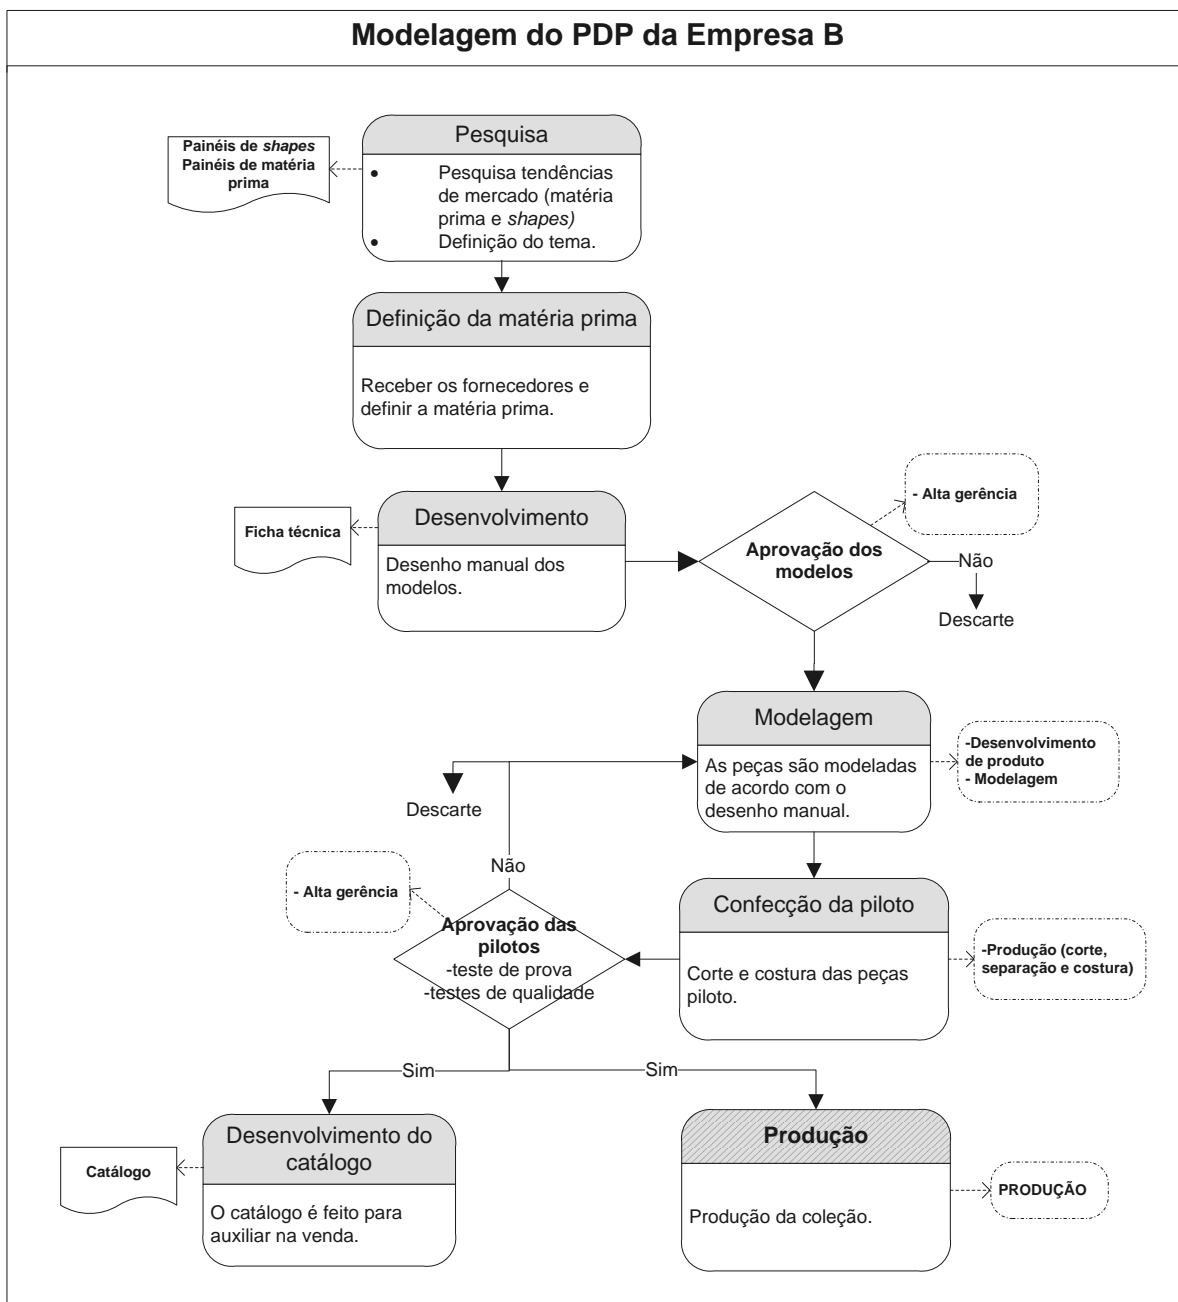 Modelagem do PDP da Empresa B
Pesquisa
Painéis de shapes
Painéis de matéria
prima
• Pesquisa tendências
de mercado (matéria
prima e shapes)
• Definição do tema.
Definição da matéria prima
Receber os fornecedores e
definir a matéria prima.
Desenvolvimento
Ficha técnica
Desenho manual dos
modelos.
- Alta gerência
Aprovação dos
modelos
Não
Descarte
Modelagem
As peças são modeladas
de acordo com o
desenho manual.
-Desenvolvimento
de produto
- Modelagem
Descarte
Não
- Alta gerência
Confecção da piloto
Corte e costura das peças
piloto.
-Produção (corte,
separação e costura)
Aprovação das
pilotos
-teste de prova
-testes de qualidade
Sim
Sim
Desenvolvimento do
catálogo
Catálogo
O catálogo é feito para
auxiliar na venda.
Produção
Produção da coleção.
PRODUÇÃO